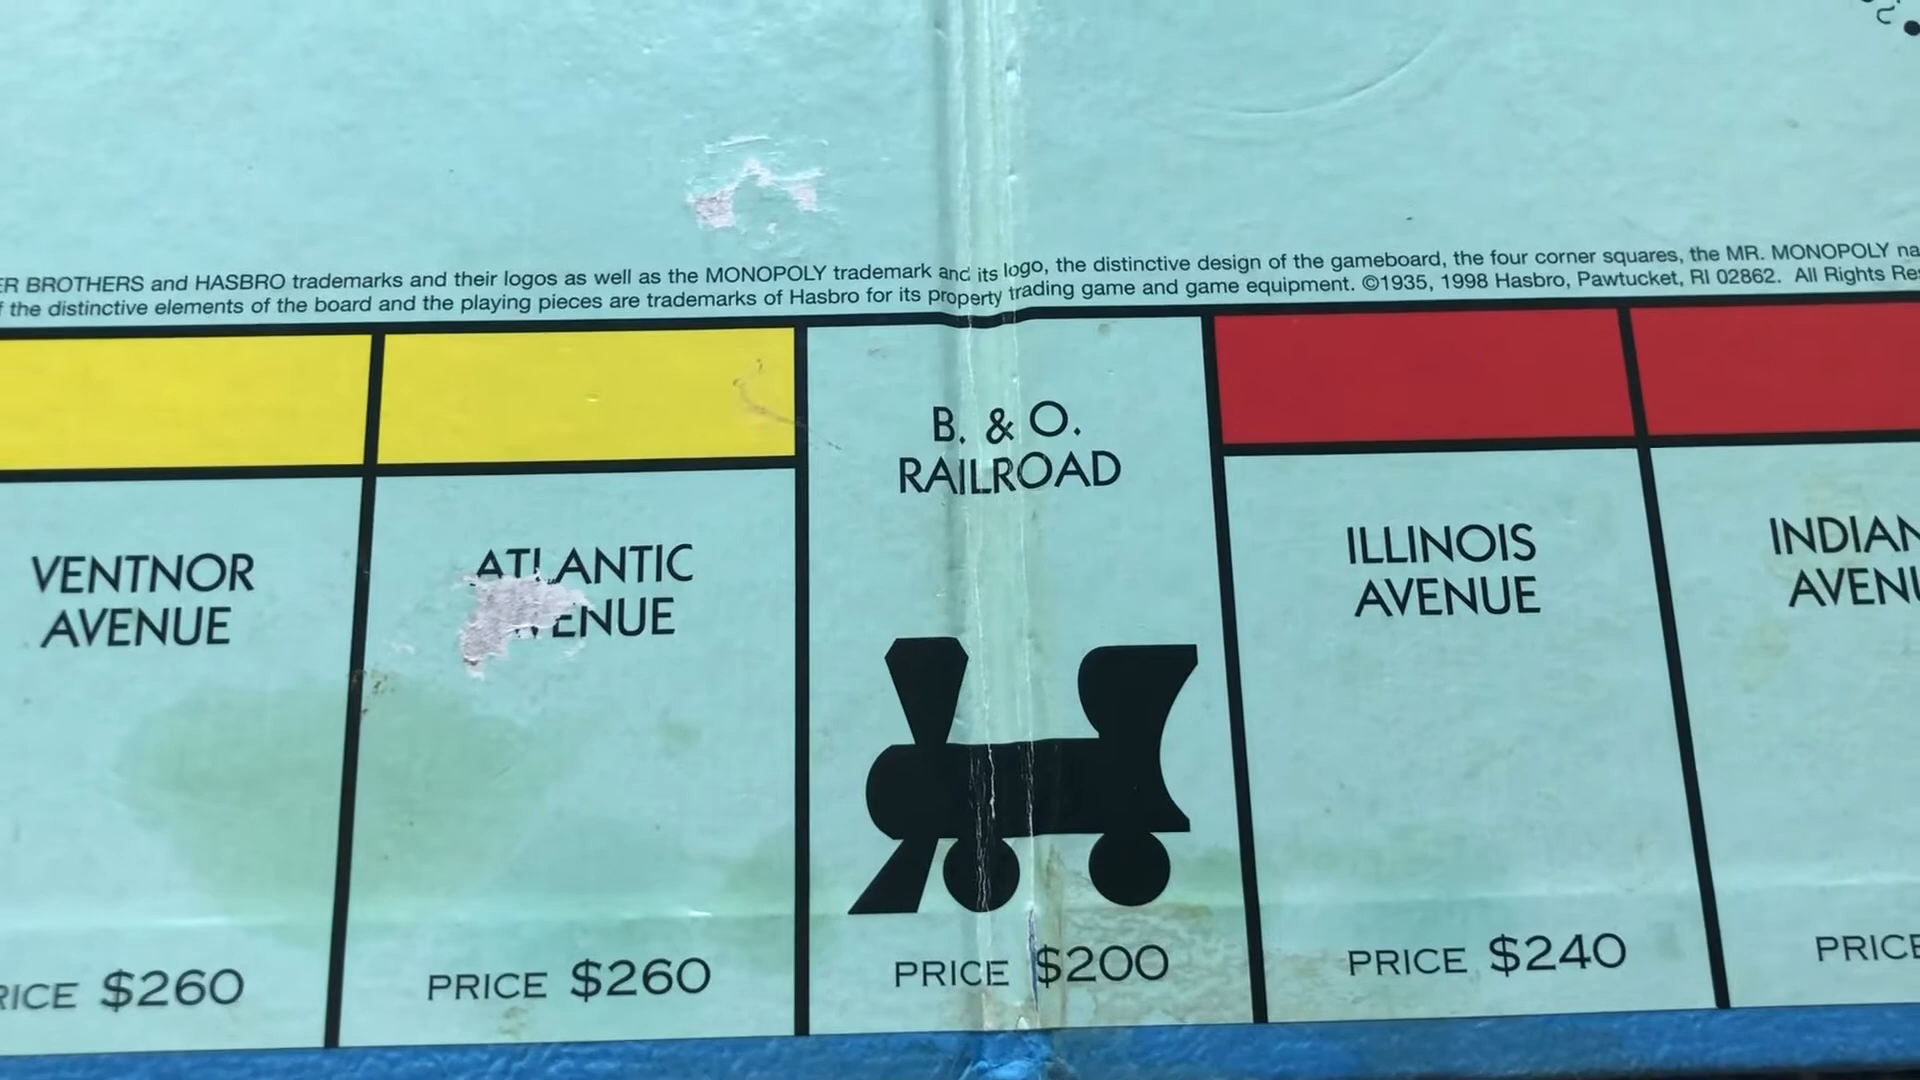 ER BROTHERS and HASBRO trademarks and their logos as well as the MONOPOLY trademark and its logo, the distinctive design of the gameboard, the four corner squares, the MR. MONOPOLY na
f the distinctive elements of the board and the playing pieces are trademarks of Hasbro for its property trading game and game equipment. ©1935, 1998 Hasbro, Pawtucket, RI 02862. All Rights Res
VENTNOR
AVENUE
RICE $260
ATLANTIC
ENUE
PRICE $260
B. & O.
RAILROAD
PRICE $200
ILLINOIS
AVENUE
PRICE $240
INDIAN
AVENU
PRICE